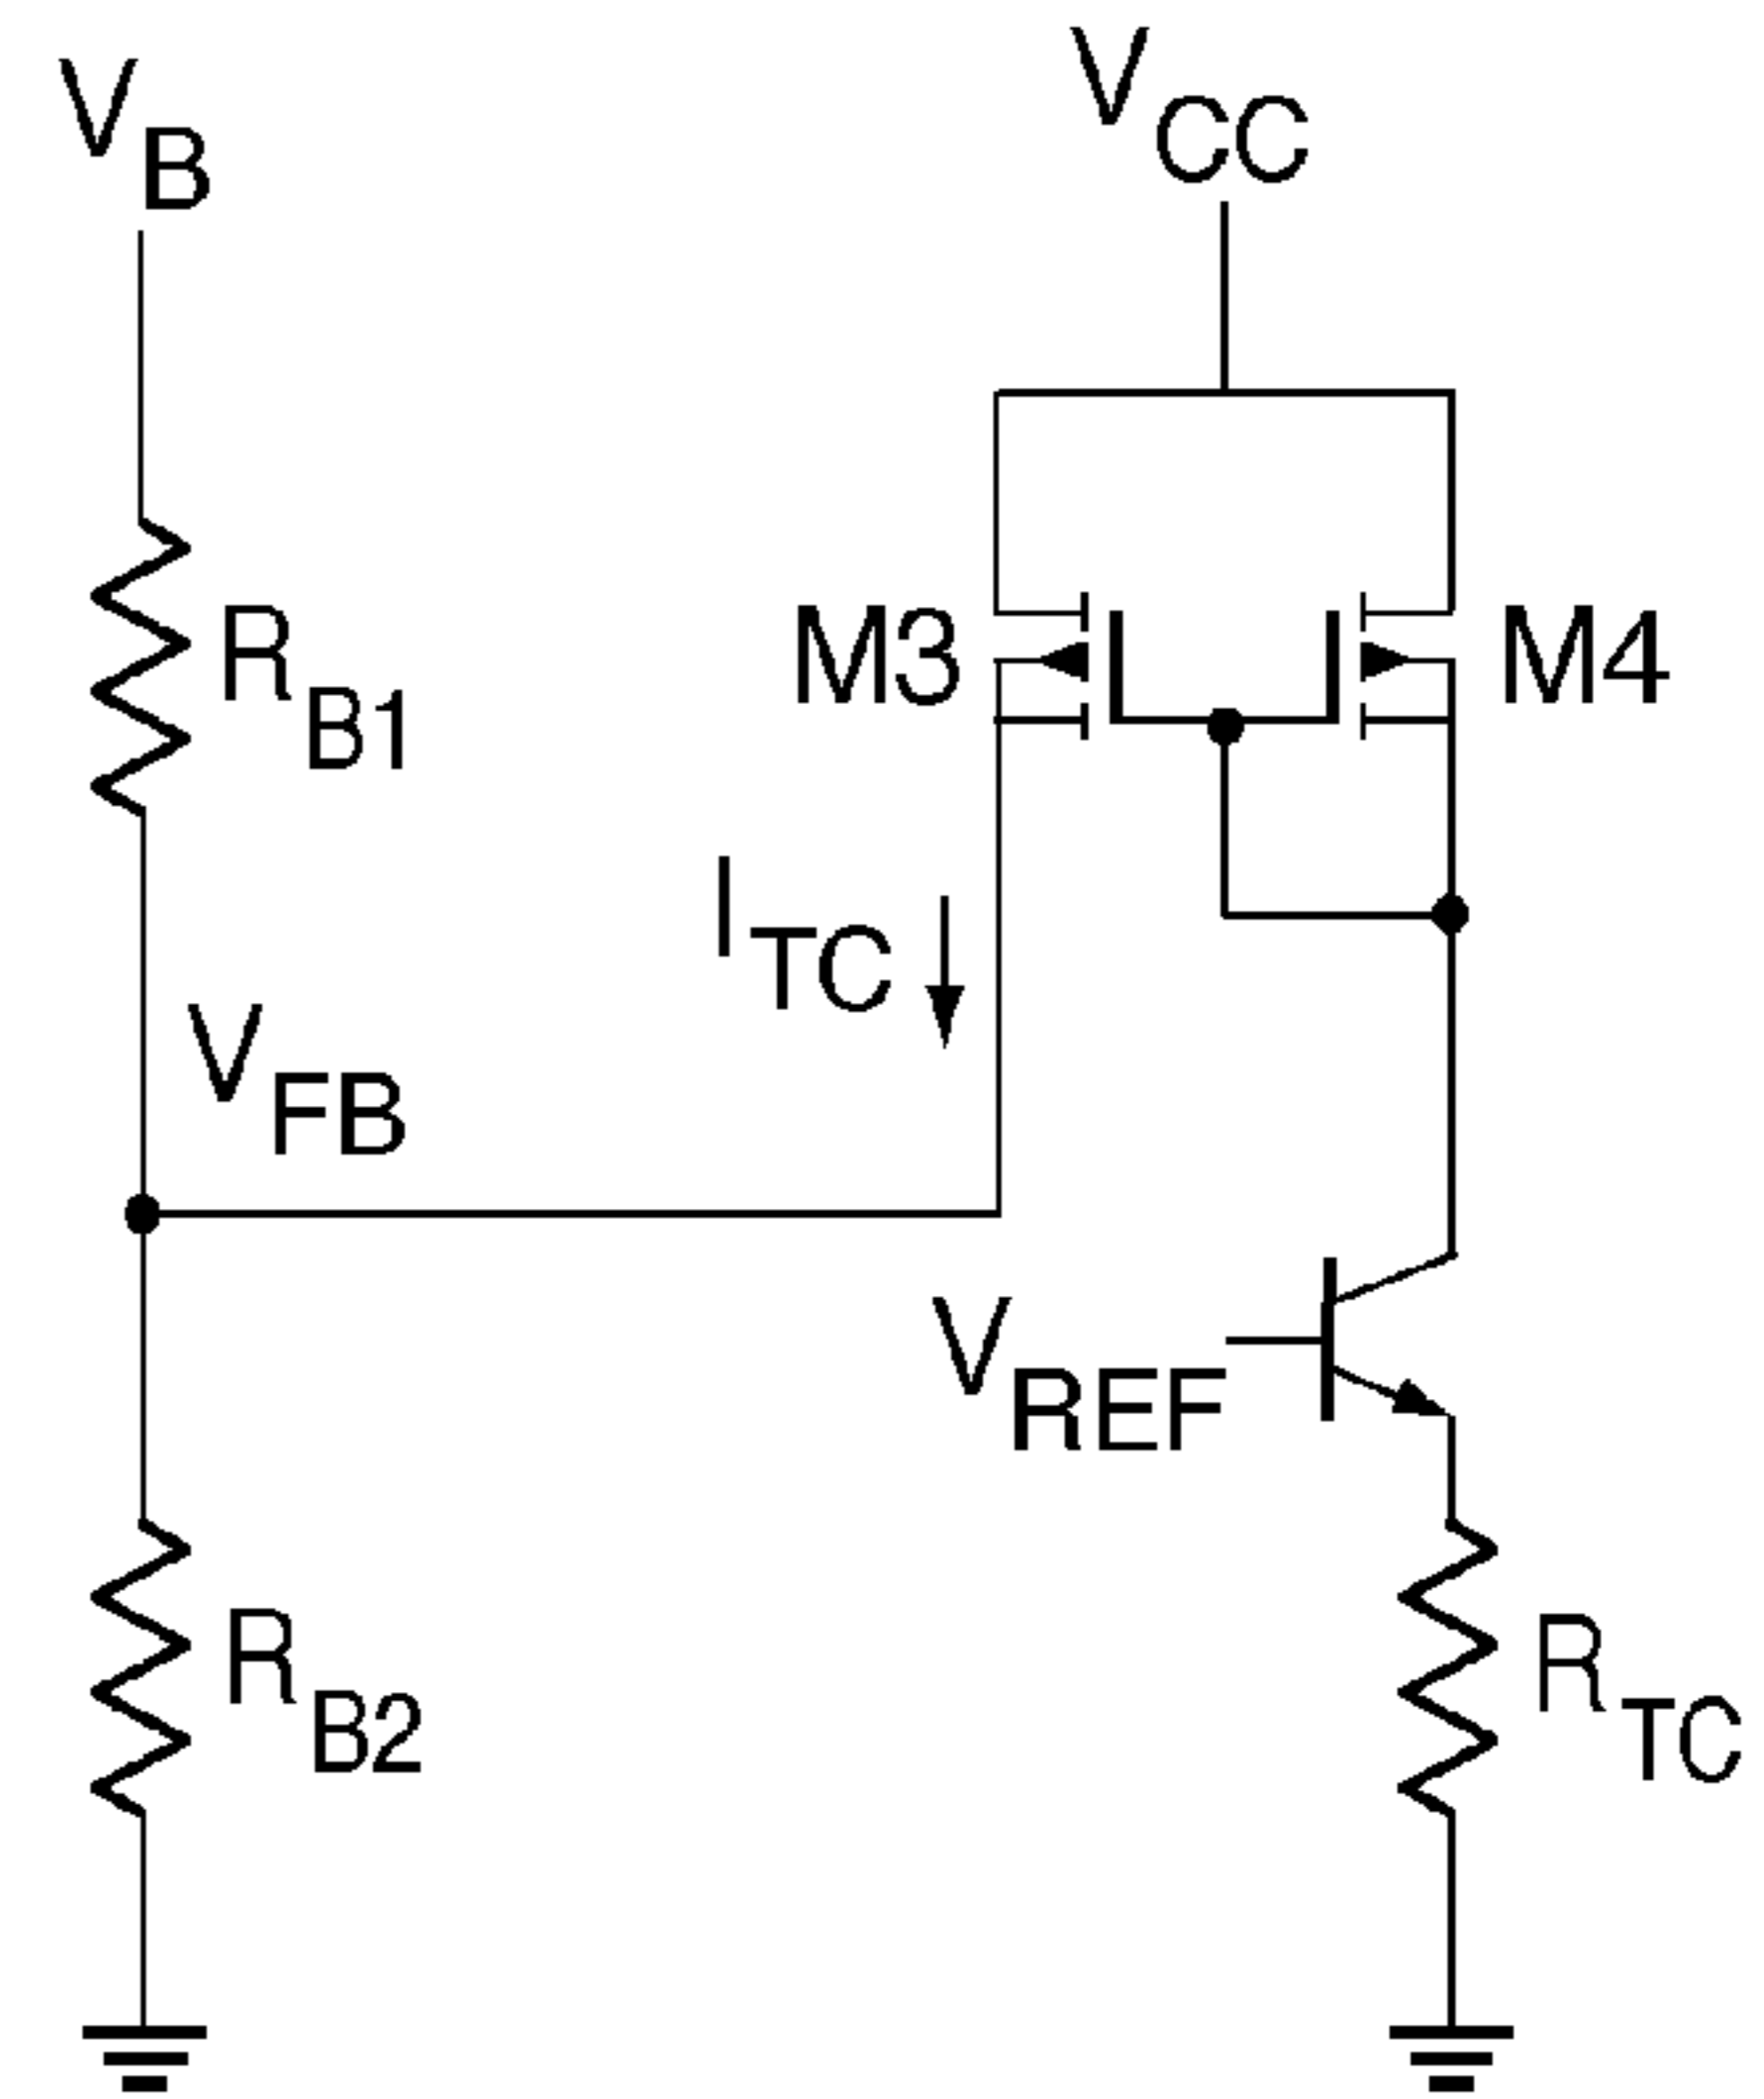 VB
VCC
RB1
M3
M4
ITC
VFB
VREF
RB2
RTC